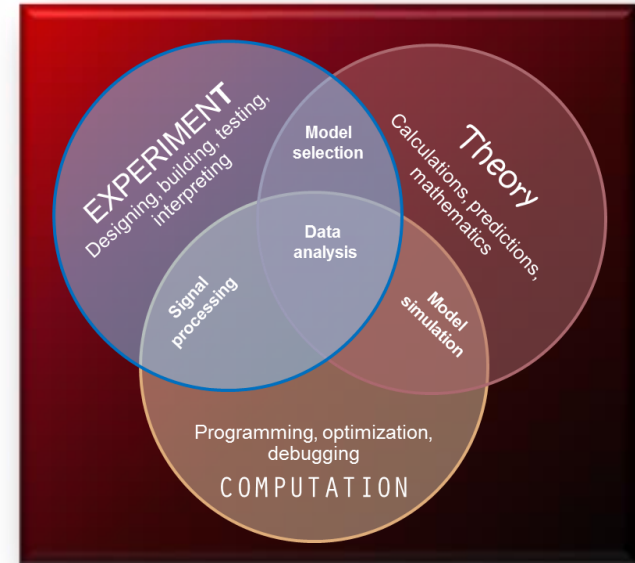 EXPERIMENT
Designing, building, testing,
interpreting
Theory
Calculations, predictions,
mathematics
Model
selection
Data
analysis
Signal
processing
Model
simulation
Programming, optimization,
debugging
COMPUTATION